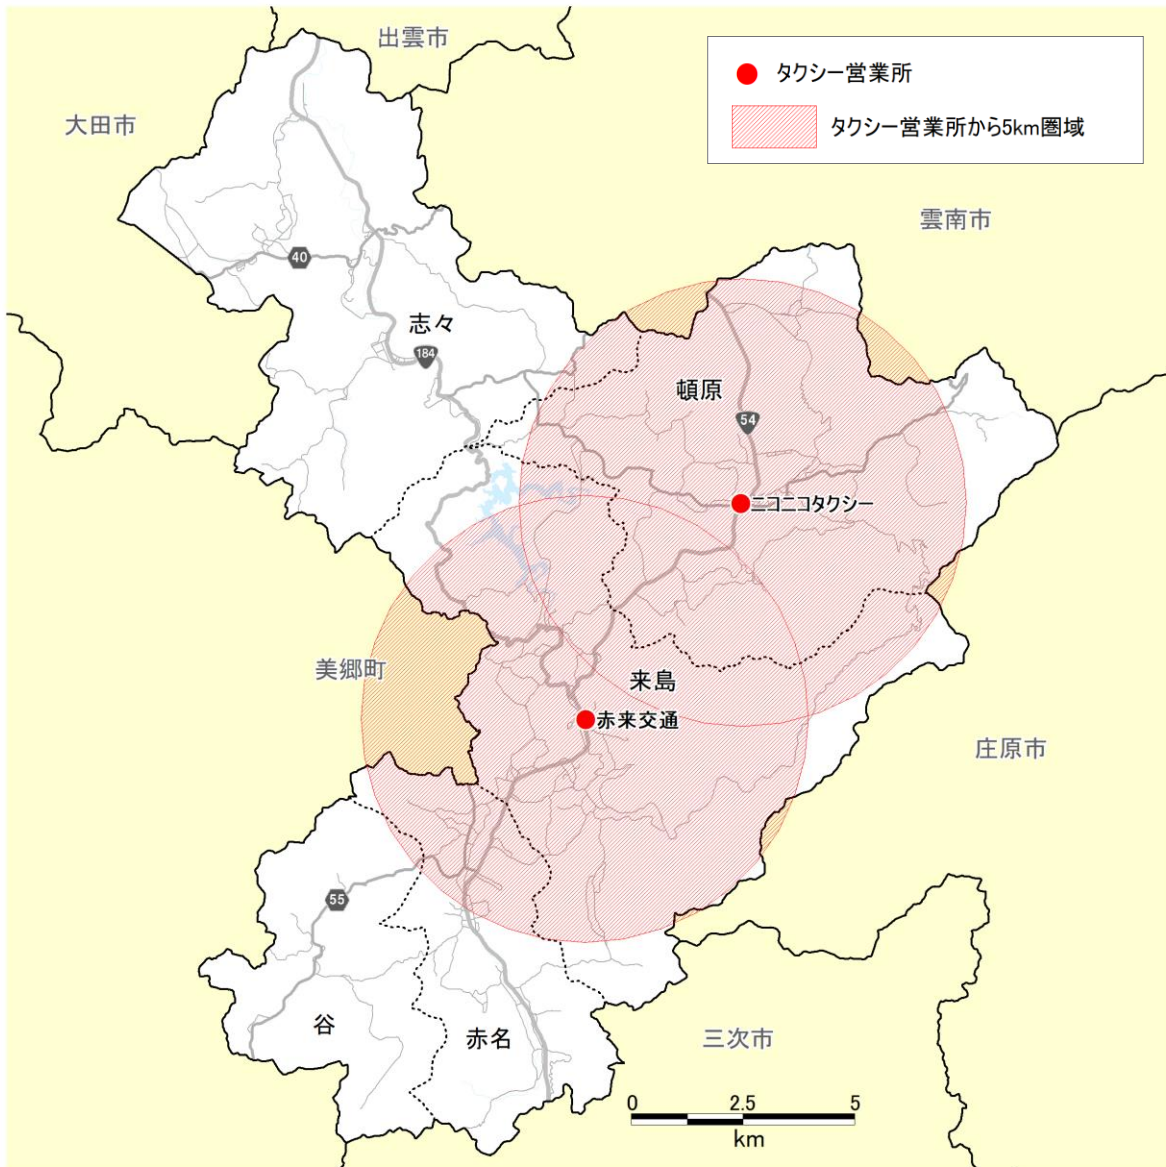 出雲市
タクシー営業所
タクシー営業所から5km圏域
大田市
雲南市
40
志々
184
頓原
54
ニコニコタクシー
美郷町
来島
赤来交通
庄原市
55
谷
赤名
三次市
0 2.5 5
km